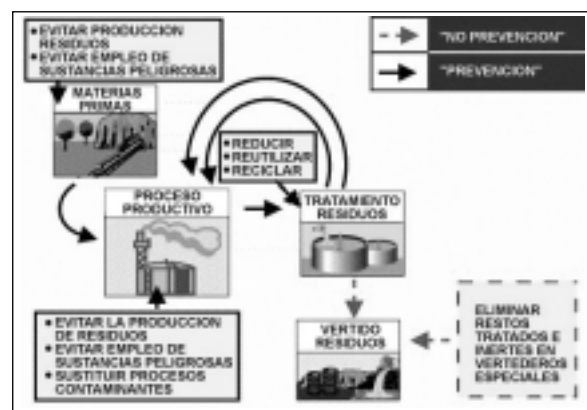 • EVITAR PRODUCCION
RESIDUOS
• EVITAR EMPLEO DE
SUSTANCIAS PELIGROSAS
"NO PREVENCION"
"PREVENCION"
MATERIAS
PRIMAS
• REDUCIR
• REUTILIZAR
• RECICLAR
PROCESO
PRODUCTIVO
TRATAMIENTO
RESIDUOS
• EVITAR LA PRODUCCION
DE RESIDUOS
• EVITAR EMPLEO DE
SUSTANCIAS PELIGROSAS
• SUSTITUIR PROCESOS
CONTAMINANTES
VERTIDO
RESIDUOS
ELIMINAR
RESTOS
TRATADOS E
INERTES EN
VERTEDEROS
ESPECIALES